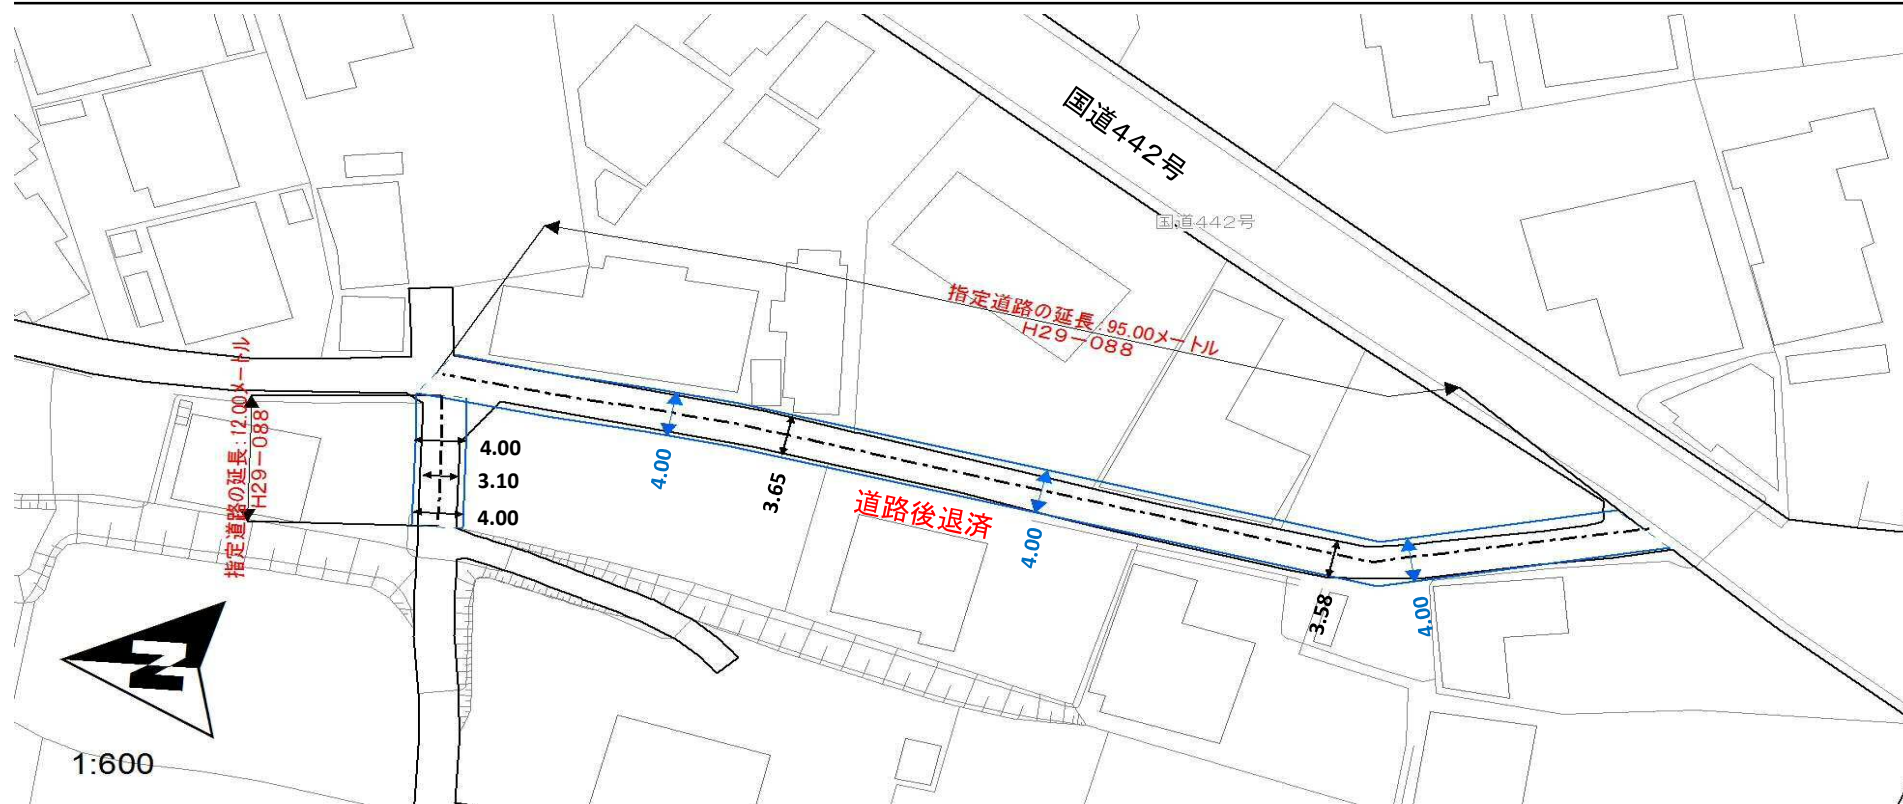 国道442号
国道442号
指定道路の延長:95.00メートル
H29-088
指定道路の延長:12.00メートル
H29-088
4.00
3.10
4.00
4.00
3.65
道路後退済
4.00
3.58
4.00
N
1:600